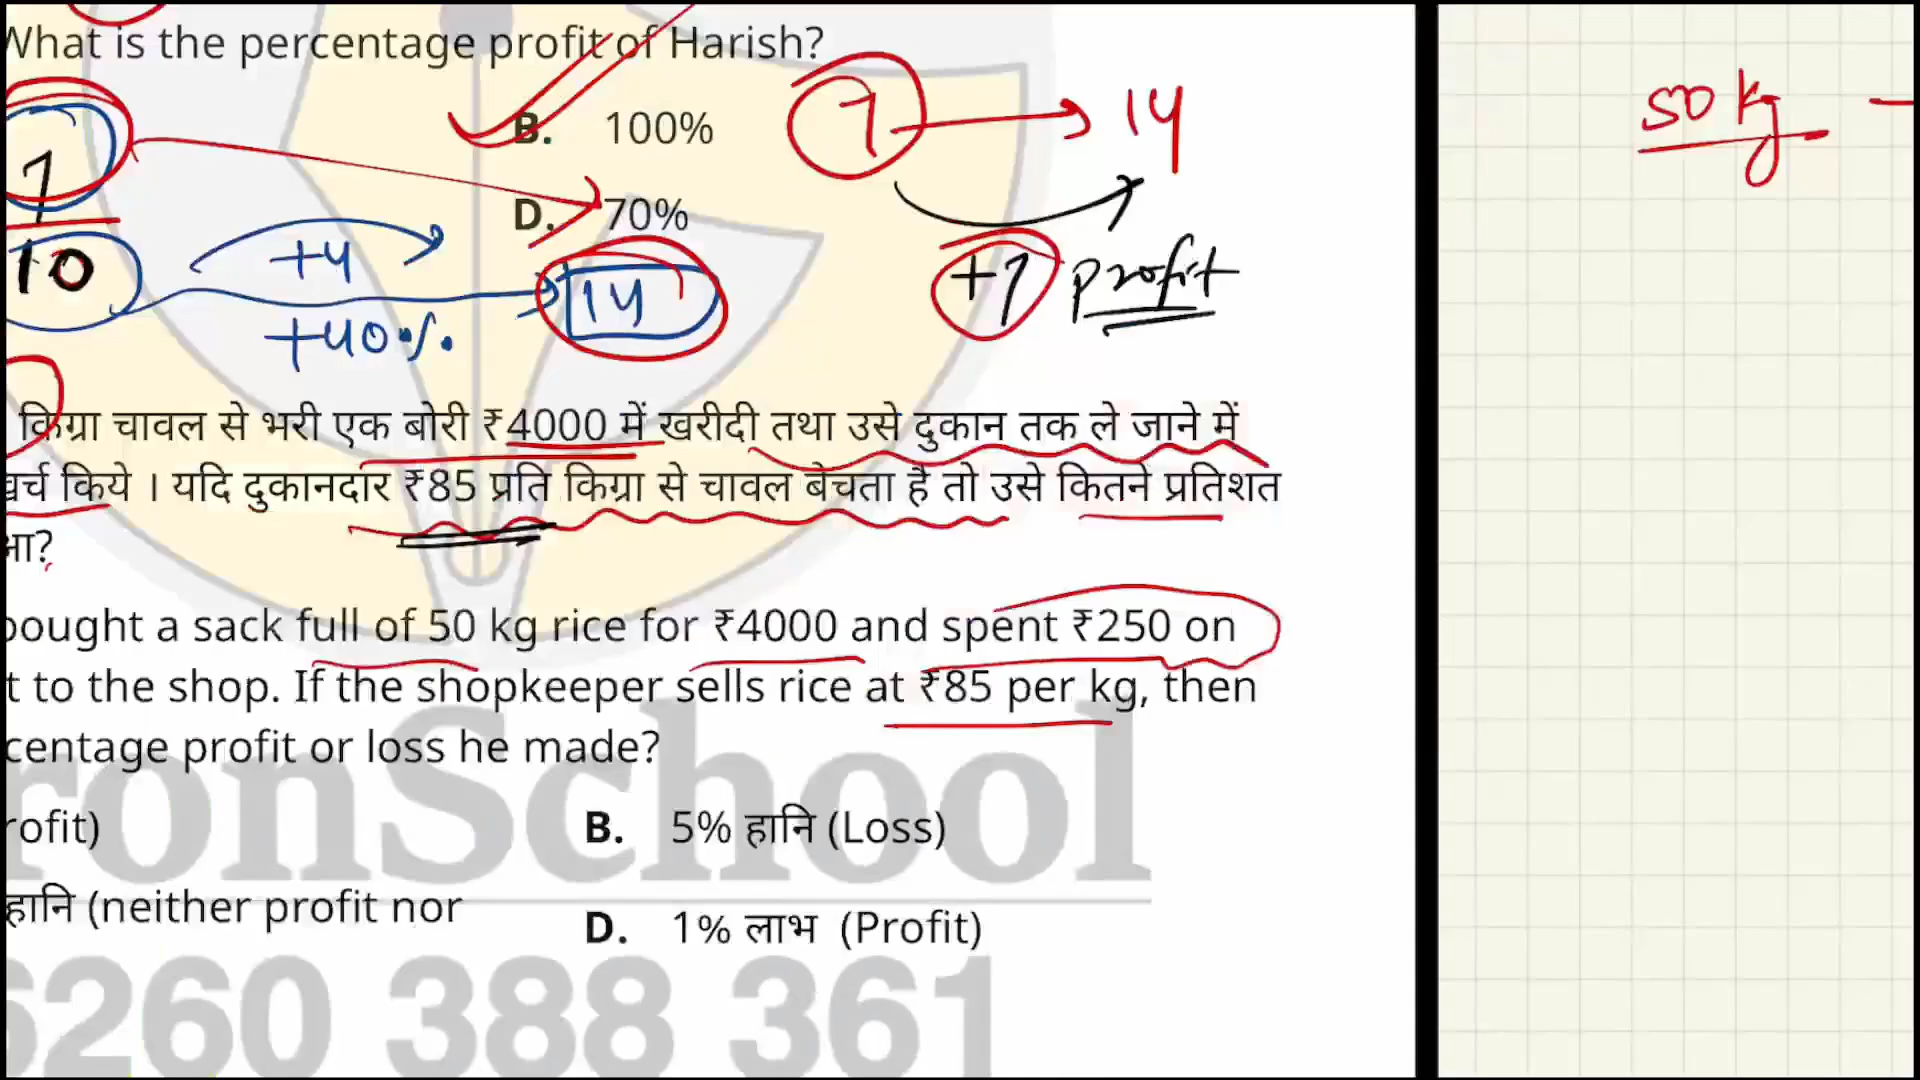 What is the percentage profit of Harish?
B. 100%
7 → 14
50 kg
7
10
D. 70%
+4
+40%
14
+7 profit
किग्रा चावल से भरी एक बोरी ₹4000 में खरीदी तथा उसे दुकान तक ले जाने में
खर्च किये । यदि दुकानदार ₹85 प्रति किग्रा से चावल बेचता है तो उसे कितने प्रतिशत
bought a sack full of 50 kg rice for ₹4000 and spent ₹250 on
t to the shop. If the shopkeeper sells rice at ₹85 per kg, then
centage profit or loss he made?
rofit)
B. 5% हानि (Loss)
हानि (neither profit nor
D. 1% लाभ (Profit)
ronSchool
6260 388 361